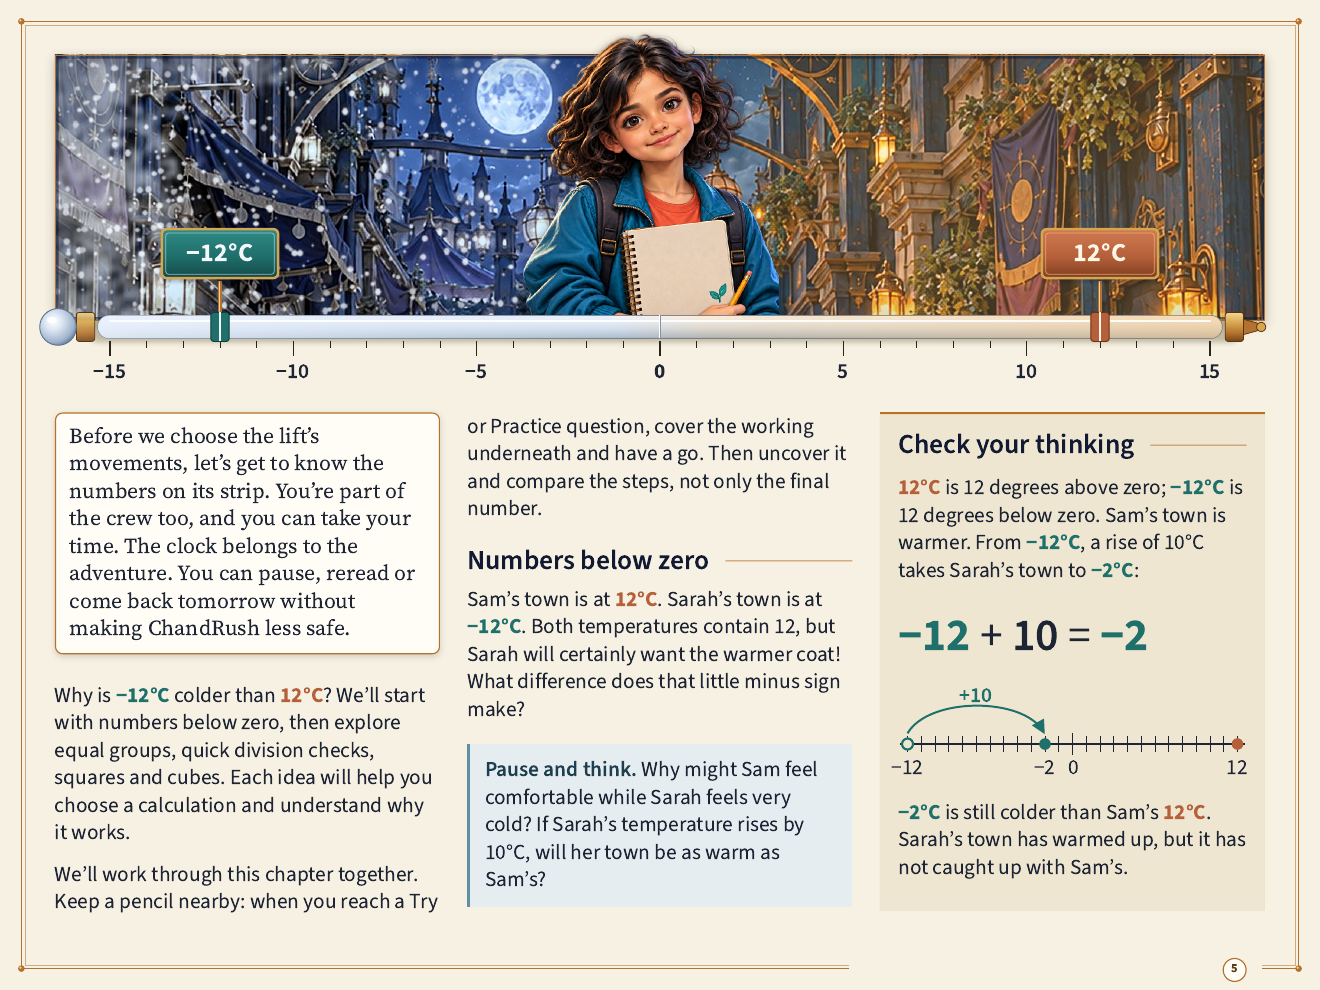 −12°C
12°C
−15
−10
−5
0
5
10
15
Before we choose the lift’s
movements, let’s get to know the
numbers on its strip. You’re part of
the crew too, and you can take your
time. The clock belongs to the
adventure. You can pause, reread or
come back tomorrow without
making ChandRush less safe.
Why is −12°C colder than 12°C? We’ll start
with numbers below zero, then explore
equal groups, quick division checks,
squares and cubes. Each idea will help you
choose a calculation and understand why
it works.
We’ll work through this chapter together.
Keep a pencil nearby: when you reach a Try
or Practice question, cover the working
underneath and have a go. Then uncover it
and compare the steps, not only the final
number.
Numbers below zero
Sam’s town is at 12°C. Sarah’s town is at
−12°C. Both temperatures contain 12, but
Sarah will certainly want the warmer coat!
What difference does that little minus sign
make?
Pause and think. Why might Sam feel
comfortable while Sarah feels very
cold? If Sarah’s temperature rises by
10°C, will her town be as warm as
Sam’s?
Check your thinking
12°C is 12 degrees above zero; −12°C is
12 degrees below zero. Sam’s town is
warmer. From −12°C, a rise of 10°C
takes Sarah’s town to −2°C:
−12 + 10 = −2
+10
−12
−2
0
12
−2°C is still colder than Sam’s 12°C.
Sarah’s town has warmed up, but it has
not caught up with Sam’s.
5